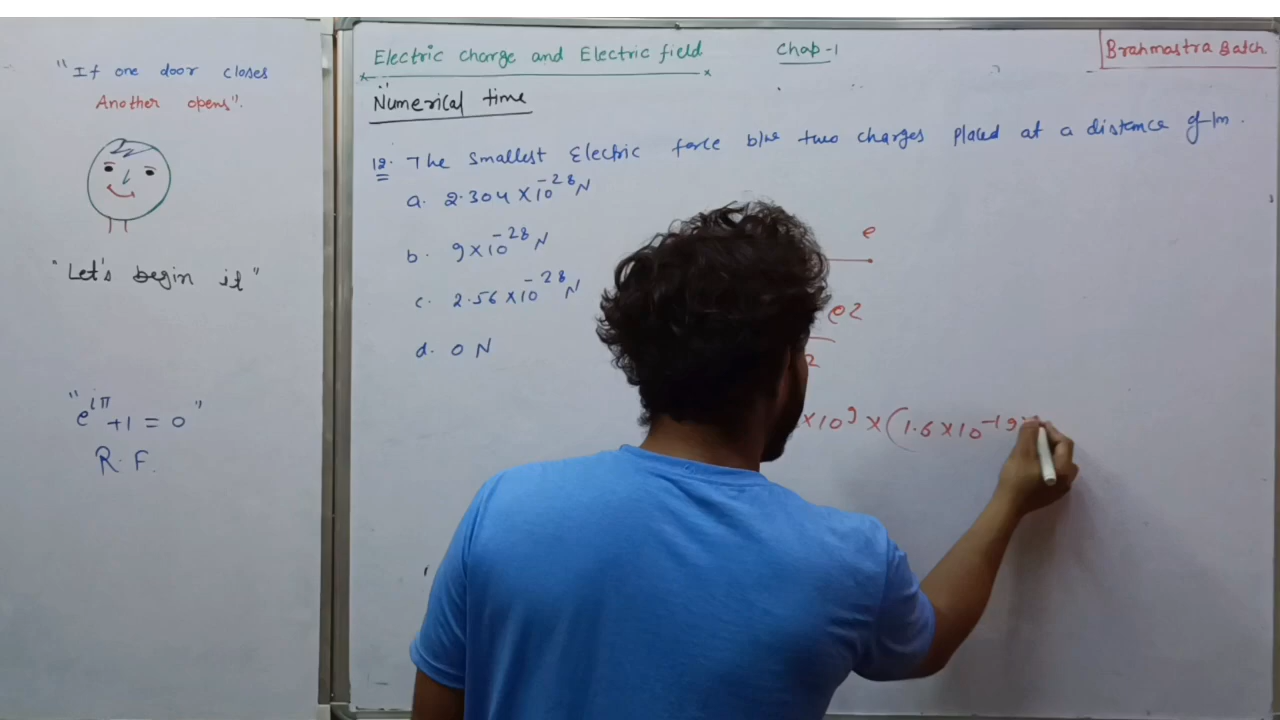 "If one door closes
Another opens".
"Let's begin it"
"e^iπ +1 = 0"
R.F.
Electric charge and Electric field
Chap-1
Brahmastra Batch
Numerical time
12. The smallest Electric force b/w two charges placed at a distance of 1m.
a. 2.304 × 10^-28 N
b. 9×10^-28 N
c. 2.56 ×10^-28 N
d. 0 N
e
e2
2
×10^9 × (1.6 ×10^-19